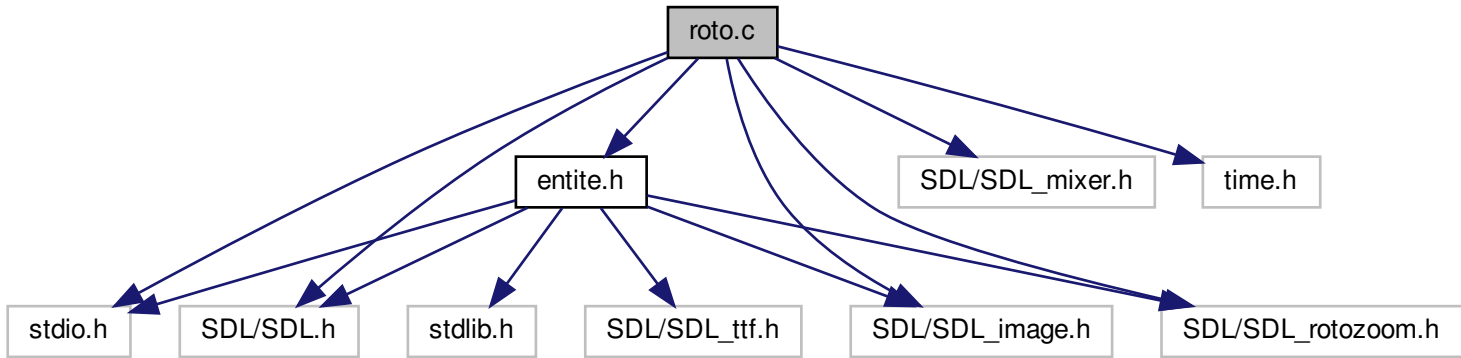 roto.c
entite.h
SDL/SDL_mixer.h
time.h
stdio.h
SDL/SDL.h
stdlib.h
SDL/SDL_ttf.h
SDL/SDL_image.h
SDL/SDL_rotozoom.h